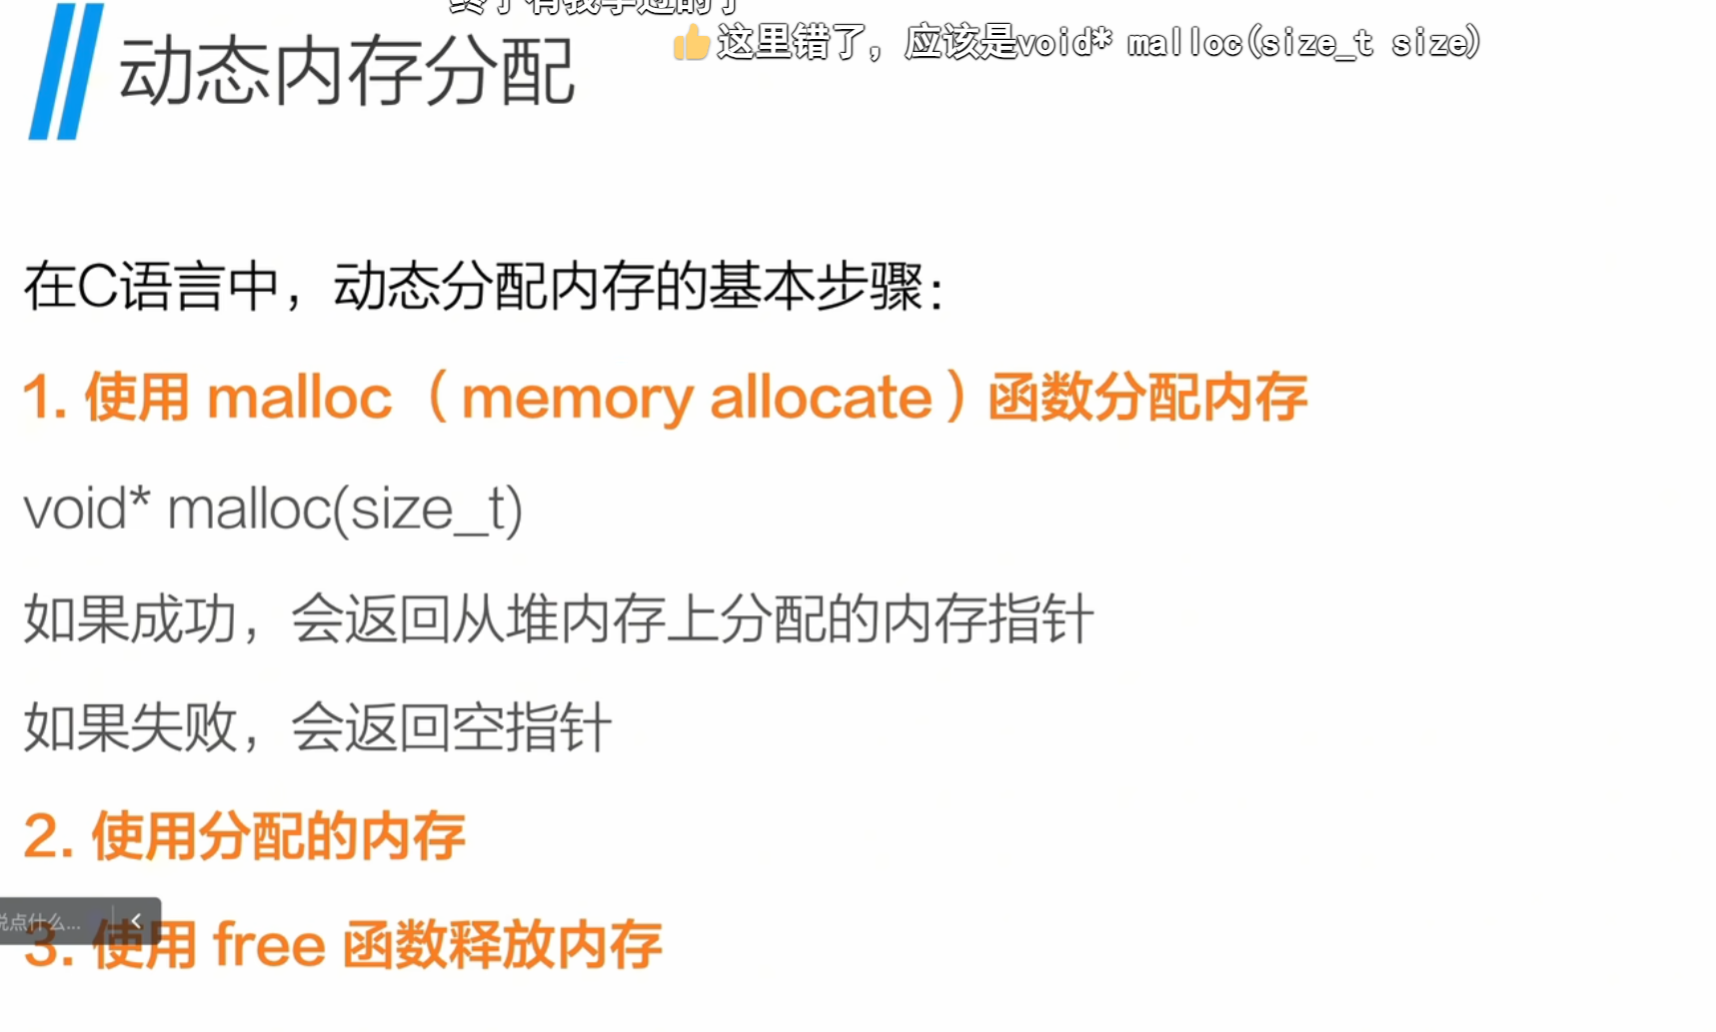 这里错了，应该是void* malloc(size_t size)
动态内存分配
在C语言中，动态分配内存的基本步骤：
1. 使用 malloc（memory allocate）函数分配内存
void* malloc(size_t)
如果成功，会返回从堆内存上分配的内存指针
如果失败，会返回空指针
2. 使用分配的内存
说点什么...
3. 使用 free 函数释放内存